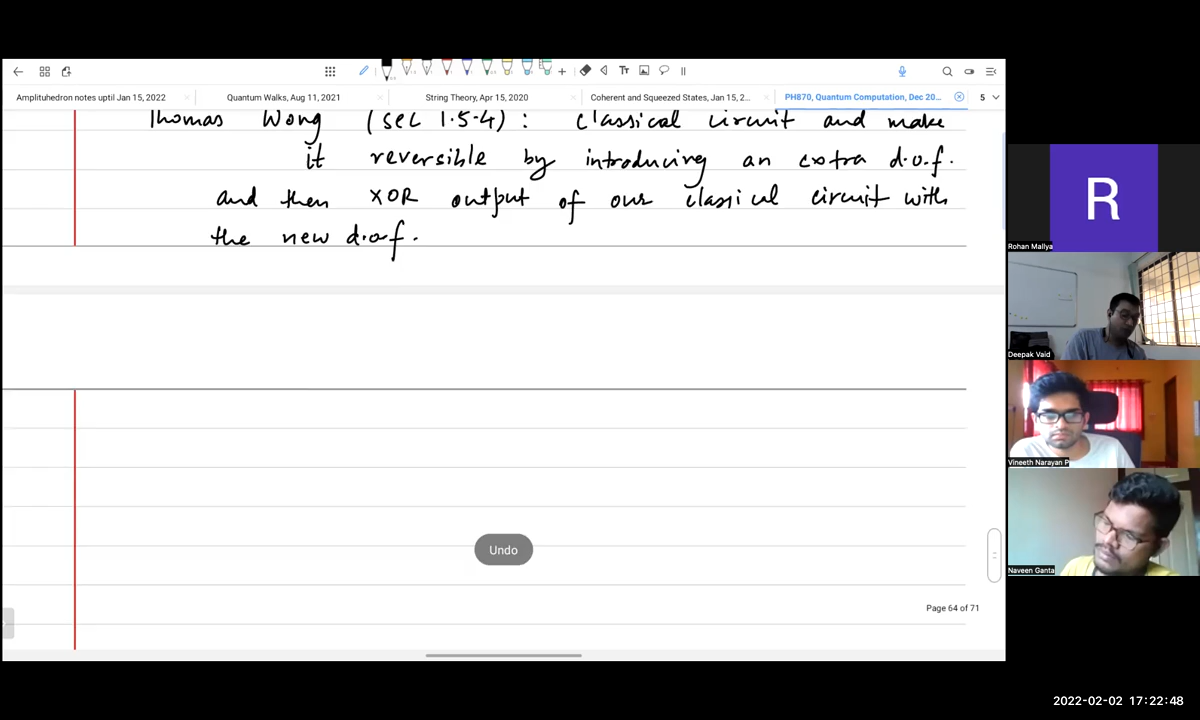 Tт
Amplituhedron notes uptil Jan 15, 2022
Quantum Walks, Aug 11, 2021
String Theory, Apr 15, 2020
Coherent and Squeezed States, Jan 15, 2...
PH870, Quantum Computation, Dec 20...
5
Thomas Wong (sec 1.5.4) : classical circuit and make
it reversible by introducing an extra d.o.f.
and then XOR output of our classical circuit with
the new d.o.f.
Undo
Page 64 of 71
R
Rohan Mallya
Deepak Vaid
Vineeth Narayan P
Naveen Ganta
2022-02-02 17:22:48